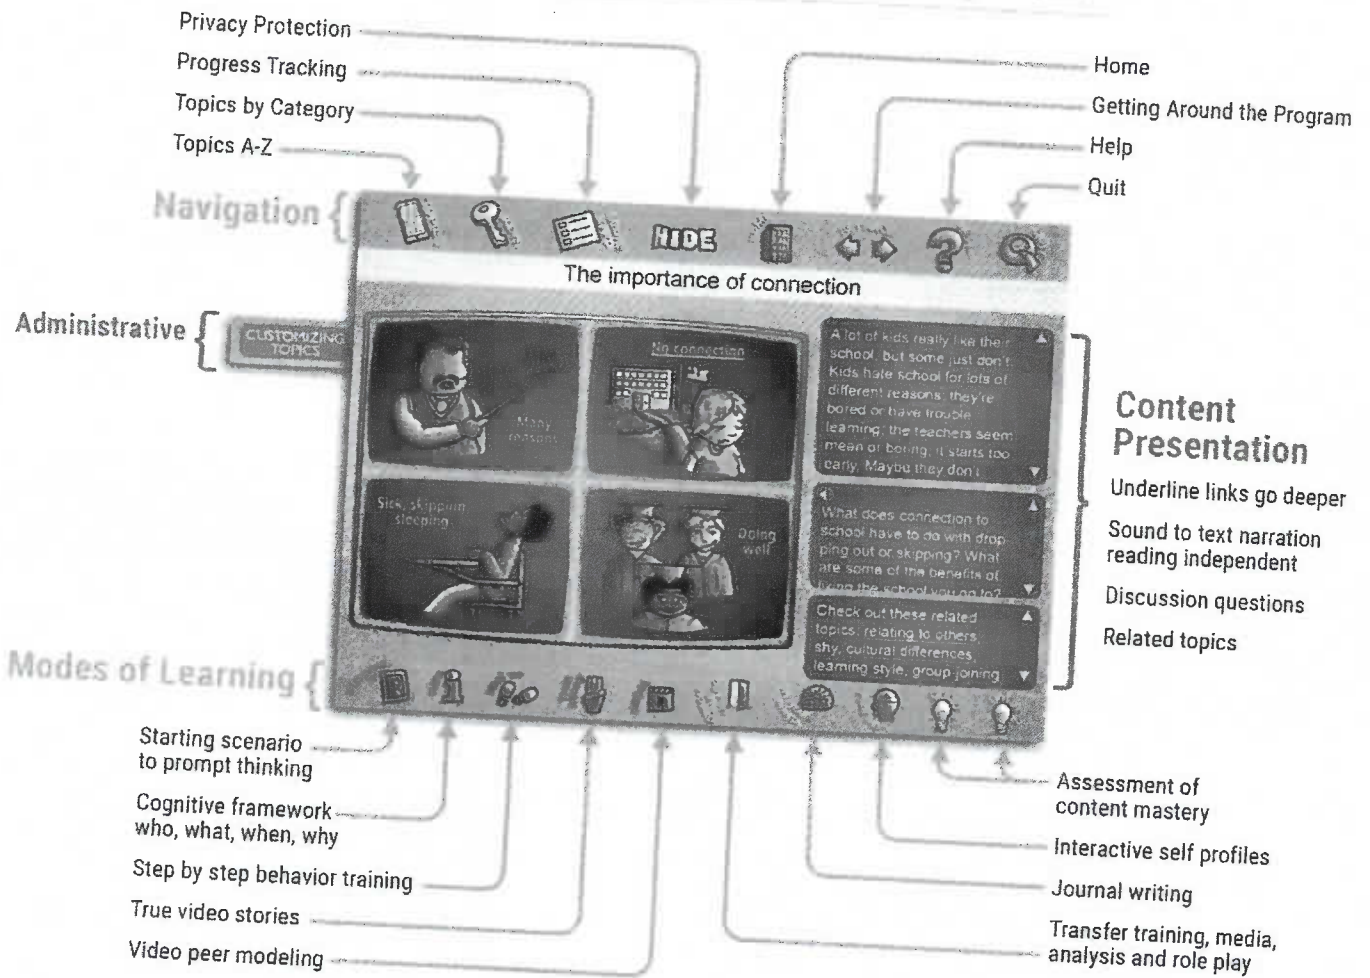 Privacy Protection
Progress Tracking
Topics by Category
Topics A-Z
Home
Getting Around the Program
Help
Quit
Navigation
HIDE
The importance of connection
Administrative
CUSTOMIZING
TOPICS
Many
reasons
No connection
Sick, skippin
sleeping
Doing
well
A lot of kids really like their
school, but some just don't.
Kids hate school for lots of
different reasons: they're
bored or have trouble
learning; the teachers seem
mean or boring; it starts too
early. Maybe they don't
What does connection to
school have to do with drop
ping out or skipping? What
are some of the benefits of
liking the school you go to?
Check out these related
topics: relating to others,
shy, cultural differences,
learning style, group joining
Content
Presentation
Underline links go deeper
Sound to text narration
reading independent
Discussion questions
Related topics
Modes of Learning
Starting scenario
to prompt thinking
Cognitive framework
who, what, when, why
Step by step behavior training
True video stories
Video peer modeling
Assessment of
content mastery
Interactive self profiles
Journal writing
Transfer training, media,
analysis and role play